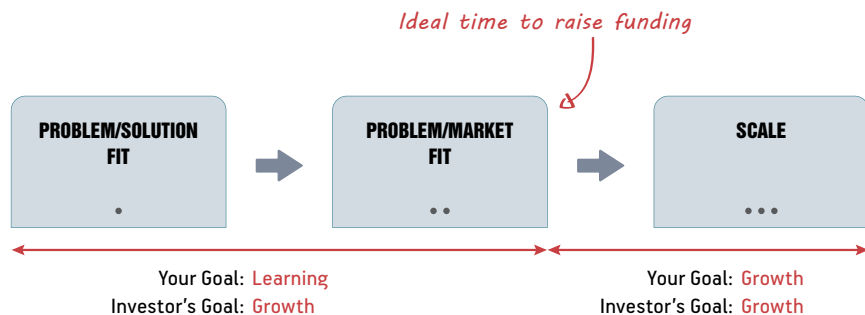 Ideal time to raise funding
PROBLEM/SOLUTION
FIT
PROBLEM/MARKET
FIT
SCALE
Your Goal: Learning
Investor's Goal: Growth
Your Goal: Growth
Investor's Goal: Growth